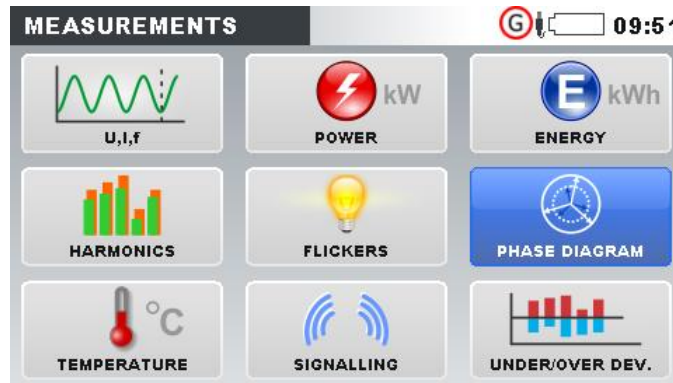 MEASUREMENTS
G 09:5
U,I,f
kW
POWER
E kWh
ENERGY
HARMONICS
FLICKERS
PHASE DIAGRAM
°C
TEMPERATURE
SIGNALLING
UNDER/OVER DEV.